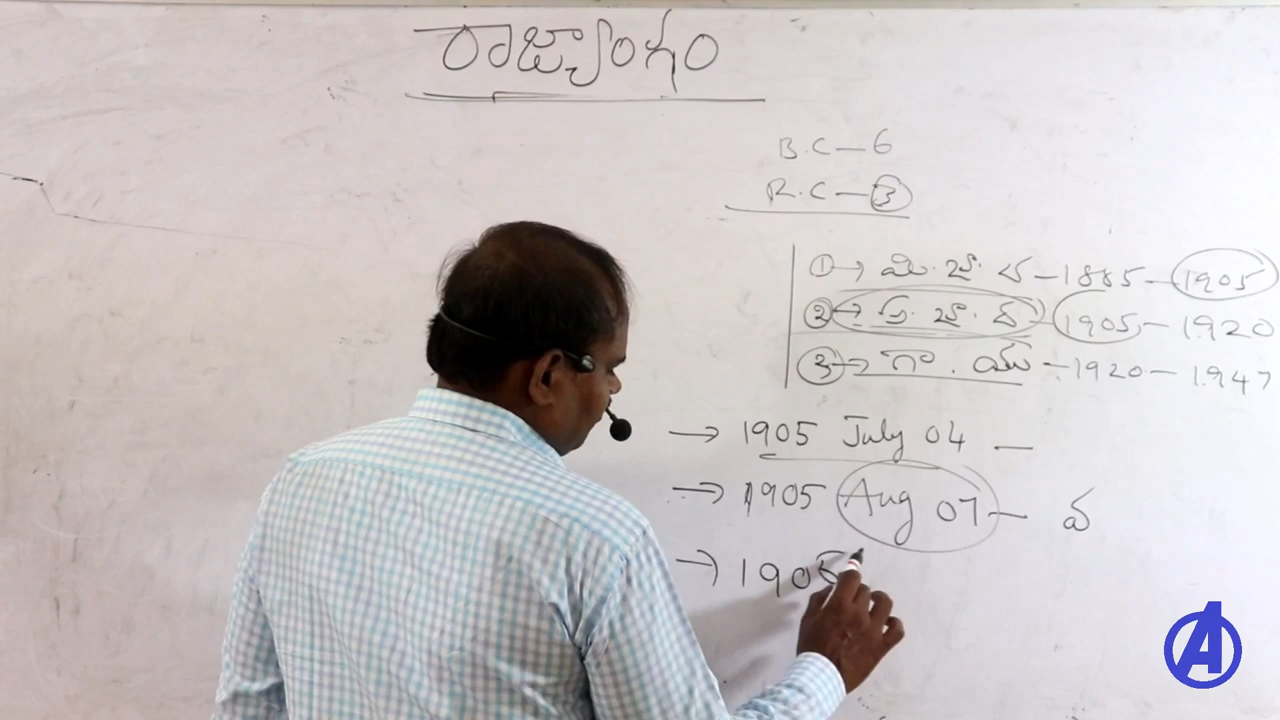 రాజ్యాంగం
B.C – 6
R.C – 3
① → మి. జా. ద – 1885 – 1905
② → అ. జా. ద – 1905 – 1920
③ → గాం. యు – 1920 – 1947
→ 1905 July 04 —
→ 1905 Aug 07 — వ
→ 1905